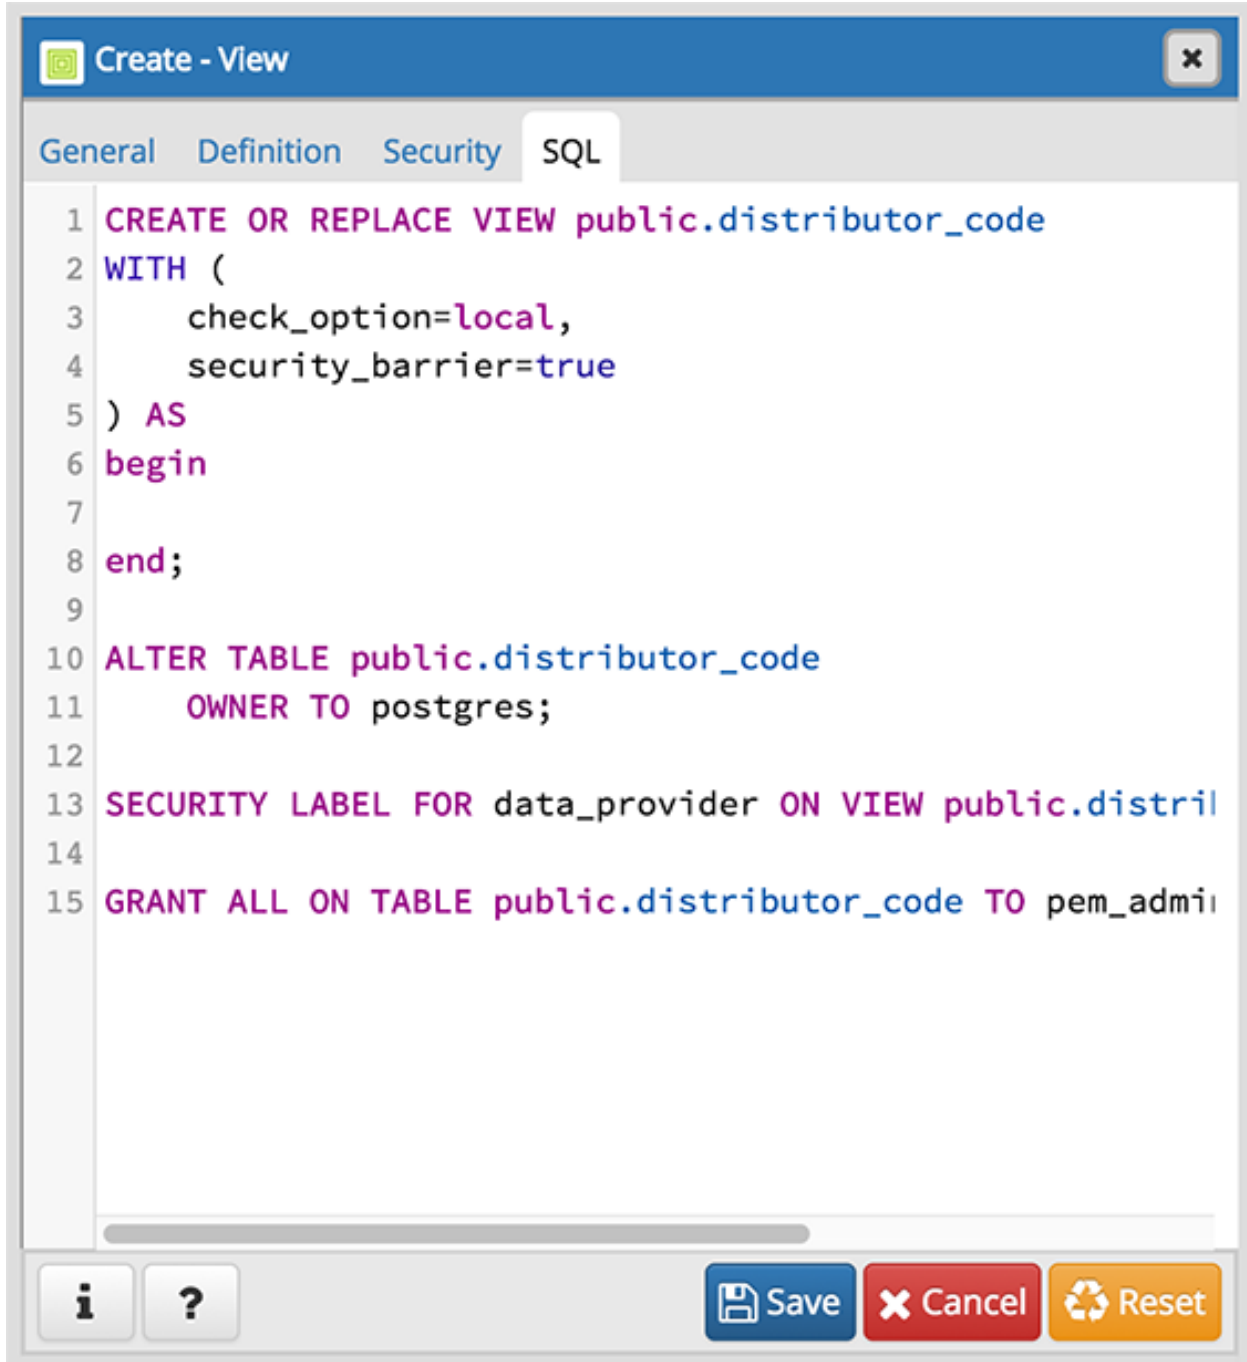 Create - View
General Definition Security SQL
1 CREATE OR REPLACE VIEW public.distributor_code
2 WITH (
3 check_option=local,
4 security_barrier=true
5 ) AS
6 begin
7
8 end;
9
10 ALTER TABLE public.distributor_code
11 OWNER TO postgres;
12
13 SECURITY LABEL FOR data_provider ON VIEW
14
15 GRANT ALL ON TABLE public.distributor_code TO
i ? Save Cancel Reset